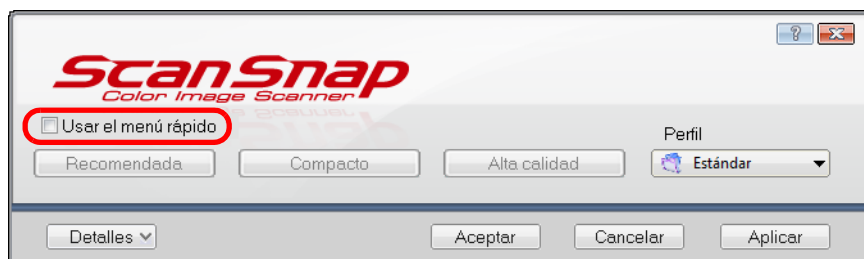 ?
ScanSnap
Color Image Scanner
Usar el menú rápido
Perfil
Recomendada Compacto Alta calidad Estándar
Detalles Aceptar Cancelar Aplicar